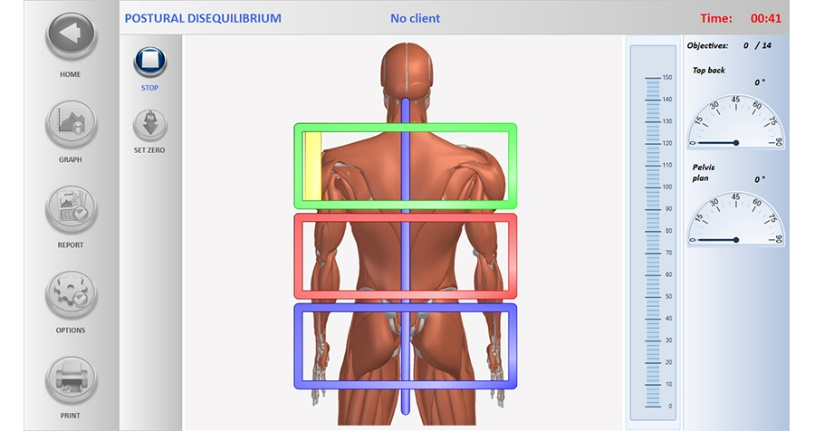 POSTURAL DISEQUILIBRIUM
No client
Time: 00:41
HOME
GRAPH
REPORT
OPTIONS
PRINT
STOP
SET ZERO
150
140
130
120
110
100
90
80
70
60
50
40
30
20
10
0
Objectives: 0 / 14
Top back
0 °
0 15 30 45 60 75 90
Pelvis
plan
0 °
0 15 30 45 60 75 90